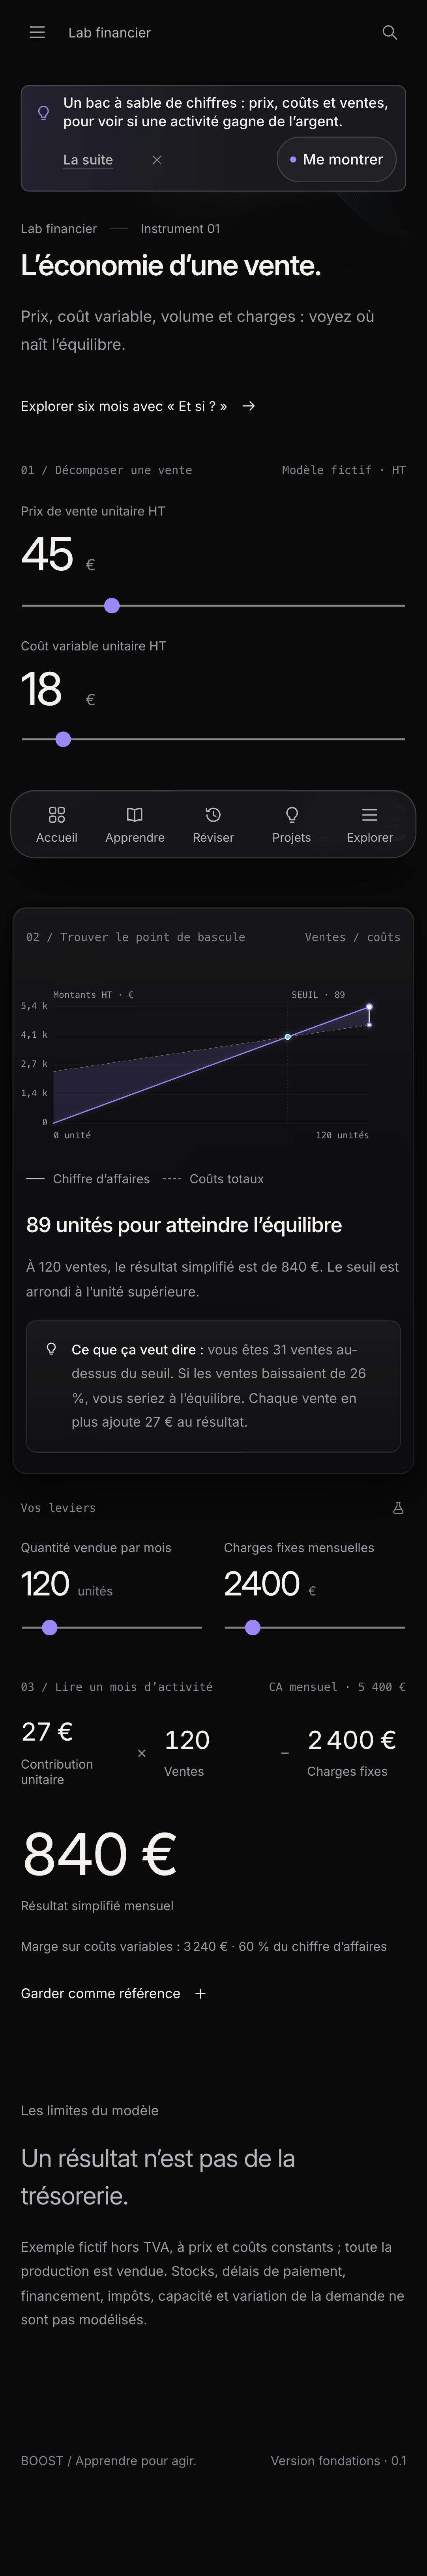 Lab financier
Un bac à sable de chiffres : prix, coûts et ventes,
pour voir si une activité gagne de l’argent.
La suite
Me montrer
Lab financier — Instrument 01
L’économie d’une vente.
Prix, coût variable, volume et charges : voyez où
naît l’équilibre.
Explorer six mois avec « Et si ? » →
01 / Décomposer une vente
Modèle fictif · HT
Prix de vente unitaire HT
45 €
Coût variable unitaire HT
18 €
Accueil
Apprendre
Réviser
Projets
Explorer
02 / Trouver le point de bascule
Ventes / coûts
Montants HT · €
SEUIL · 89
5,4 k
4,1 k
2,7 k
1,4 k
0
0 unité
120 unités
Chiffre d’affaires
Coûts totaux
89 unités pour atteindre l’équilibre
À 120 ventes, le résultat simplifié est de 840 €. Le seuil est
arrondi à l’unité supérieure.
Ce que ça veut dire : vous êtes 31 ventes au-
dessus du seuil. Si les ventes baissaient de 26
%, vous seriez à l’équilibre. Chaque vente en
plus ajoute 27 € au résultat.
Vos leviers
Quantité vendue par mois
120 unités
Charges fixes mensuelles
2400 €
03 / Lire un mois d’activité
CA mensuel · 5 400 €
27 €
Contribution
unitaire
×
120
Ventes
−
2 400 €
Charges fixes
840 €
Résultat simplifié mensuel
Marge sur coûts variables : 3 240 € · 60 % du chiffre d’affaires
Garder comme référence +
Les limites du modèle
Un résultat n’est pas de la
trésorerie.
Exemple fictif hors TVA, à prix et coûts constants ; toute la
production est vendue. Stocks, délais de paiement,
financement, impôts, capacité et variation de la demande ne
sont pas modélisés.
BOOST / Apprendre pour agir.
Version fondations · 0.1